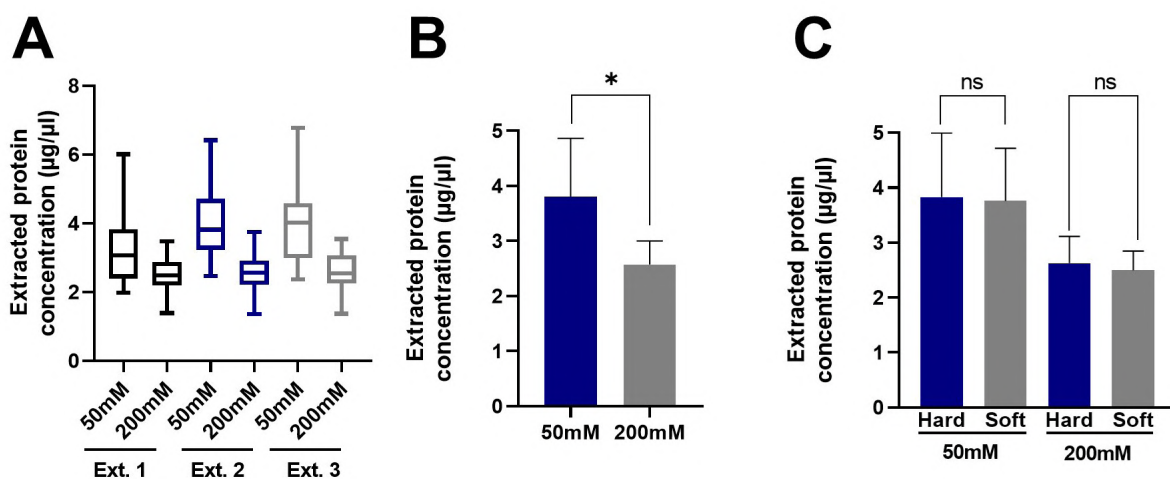 A
Extracted protein
concentration (µg/µl)
8
6
4
2
0
50mM
200mM
50mM
200mM
50mM
200mM
Ext. 1
Ext. 2
Ext. 3
B
*
Extracted protein
concentration (µg/µl)
5
4
3
2
1
0
50mM
200mM
C
ns
ns
Extracted protein
concentration (µg/µl)
5
4
3
2
1
0
Hard
Soft
Hard
Soft
50mM
200mM